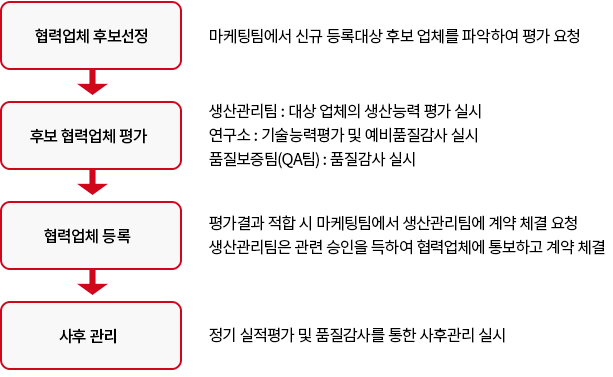 협력업체 후보선정
마케팅팀에서 신규 등록대상 후보 업체를 파악하여 평가 요청
후보 협력업체 평가
생산관리팀 : 대상 업체의 생산능력 평가 실시
연구소 : 기술능력평가 및 예비품질감사 실시
품질보증팀(QA팀) : 품질감사 실시
협력업체 등록
평가결과 적합 시 마케팅팀에서 생산관리팀에 계약 체결 요청
생산관리팀은 관련 승인을 득하여 협력업체에 통보하고 계약 체결
사후 관리
정기 실적평가 및 품질감사를 통한 사후관리 실시